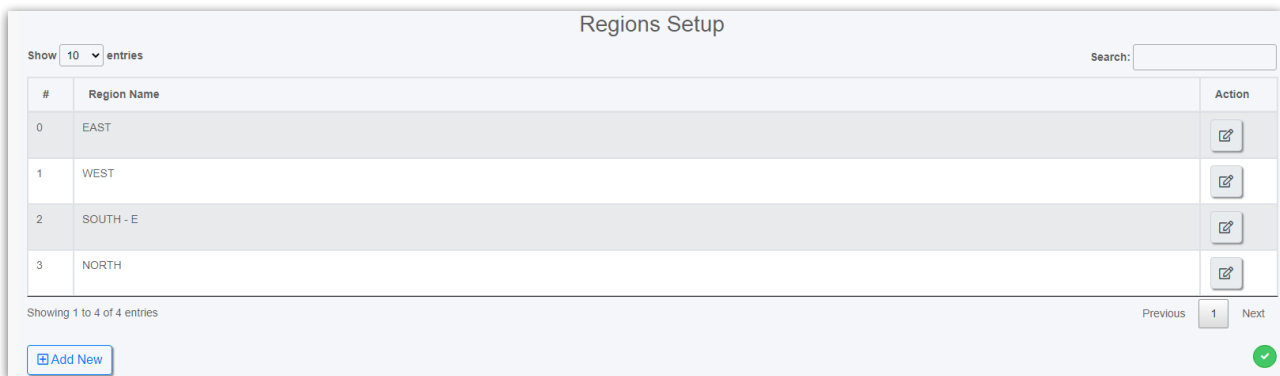 Regions Setup
Show 10 entries Search:
# Region Name Action
0 EAST
1 WEST
2 SOUTH - E
3 NORTH
Showing 1 to 4 of 4 entries Previous 1 Next
Add New